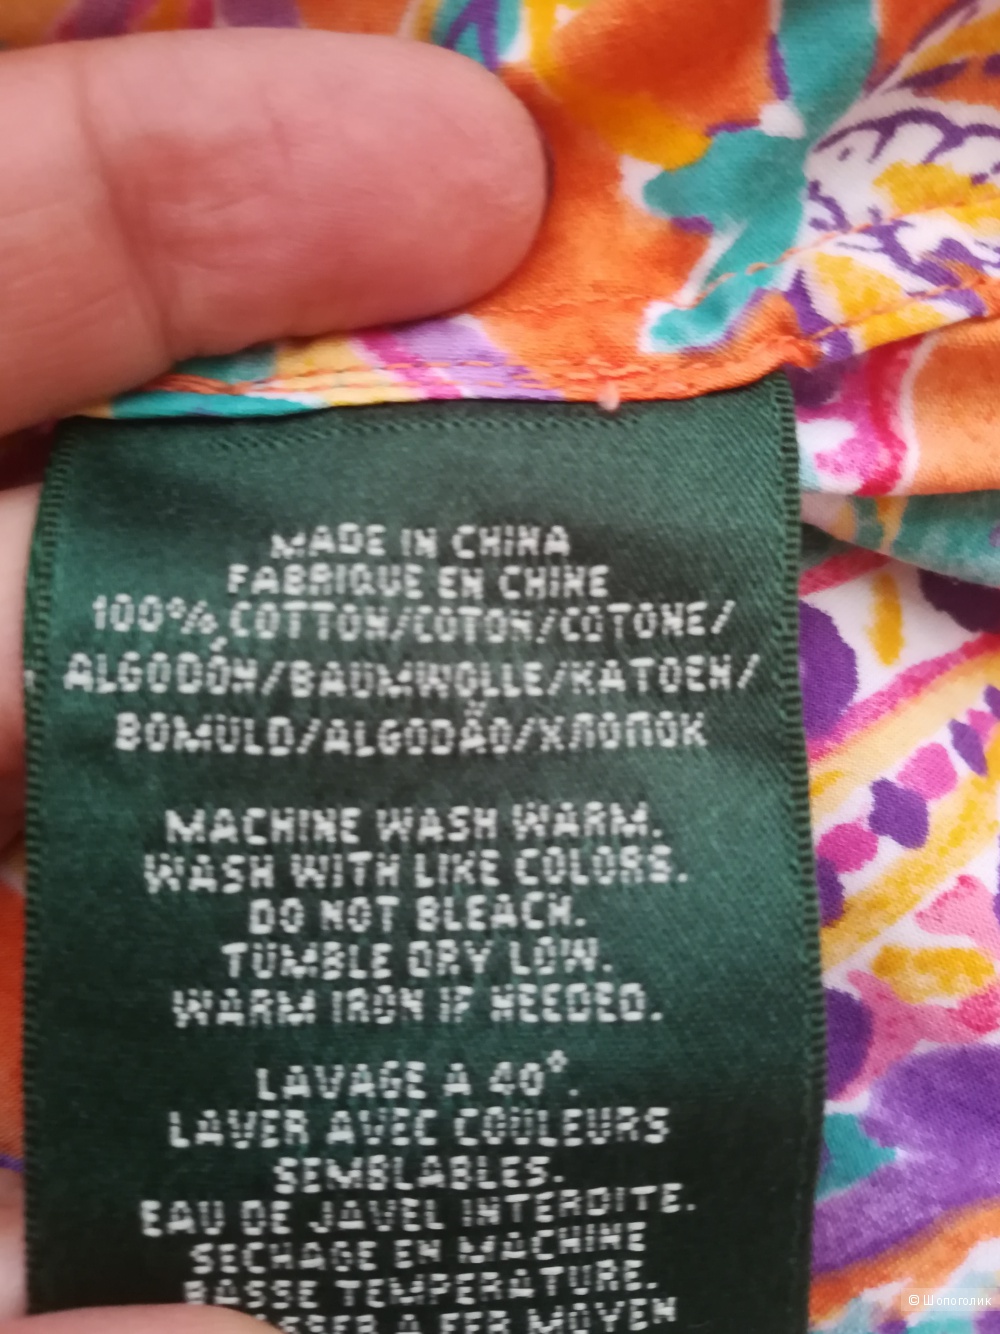 MADE IN CHINA
FABRIQUE EN CHINE
100% COTTON/COTON/COTONE/
ALGODÓN/BAUMWOLLE/KATOEN/
BOMULD/ALGODÃO/ХЛОПОК
MACHINE WASH WARM.
WASH WITH LIKE COLORS.
DO NOT BLEACH.
TUMBLE DRY LOW.
WARM IRON IF NEEDED.
LAVAGE A 40°.
LAVER AVEC COULEURS
SEMBLABLES.
EAU DE JAVEL INTERDITE.
SECHAGE EN MACHINE
BASSE TEMPERATURE.
A FER MOYEN
© Шопоголик